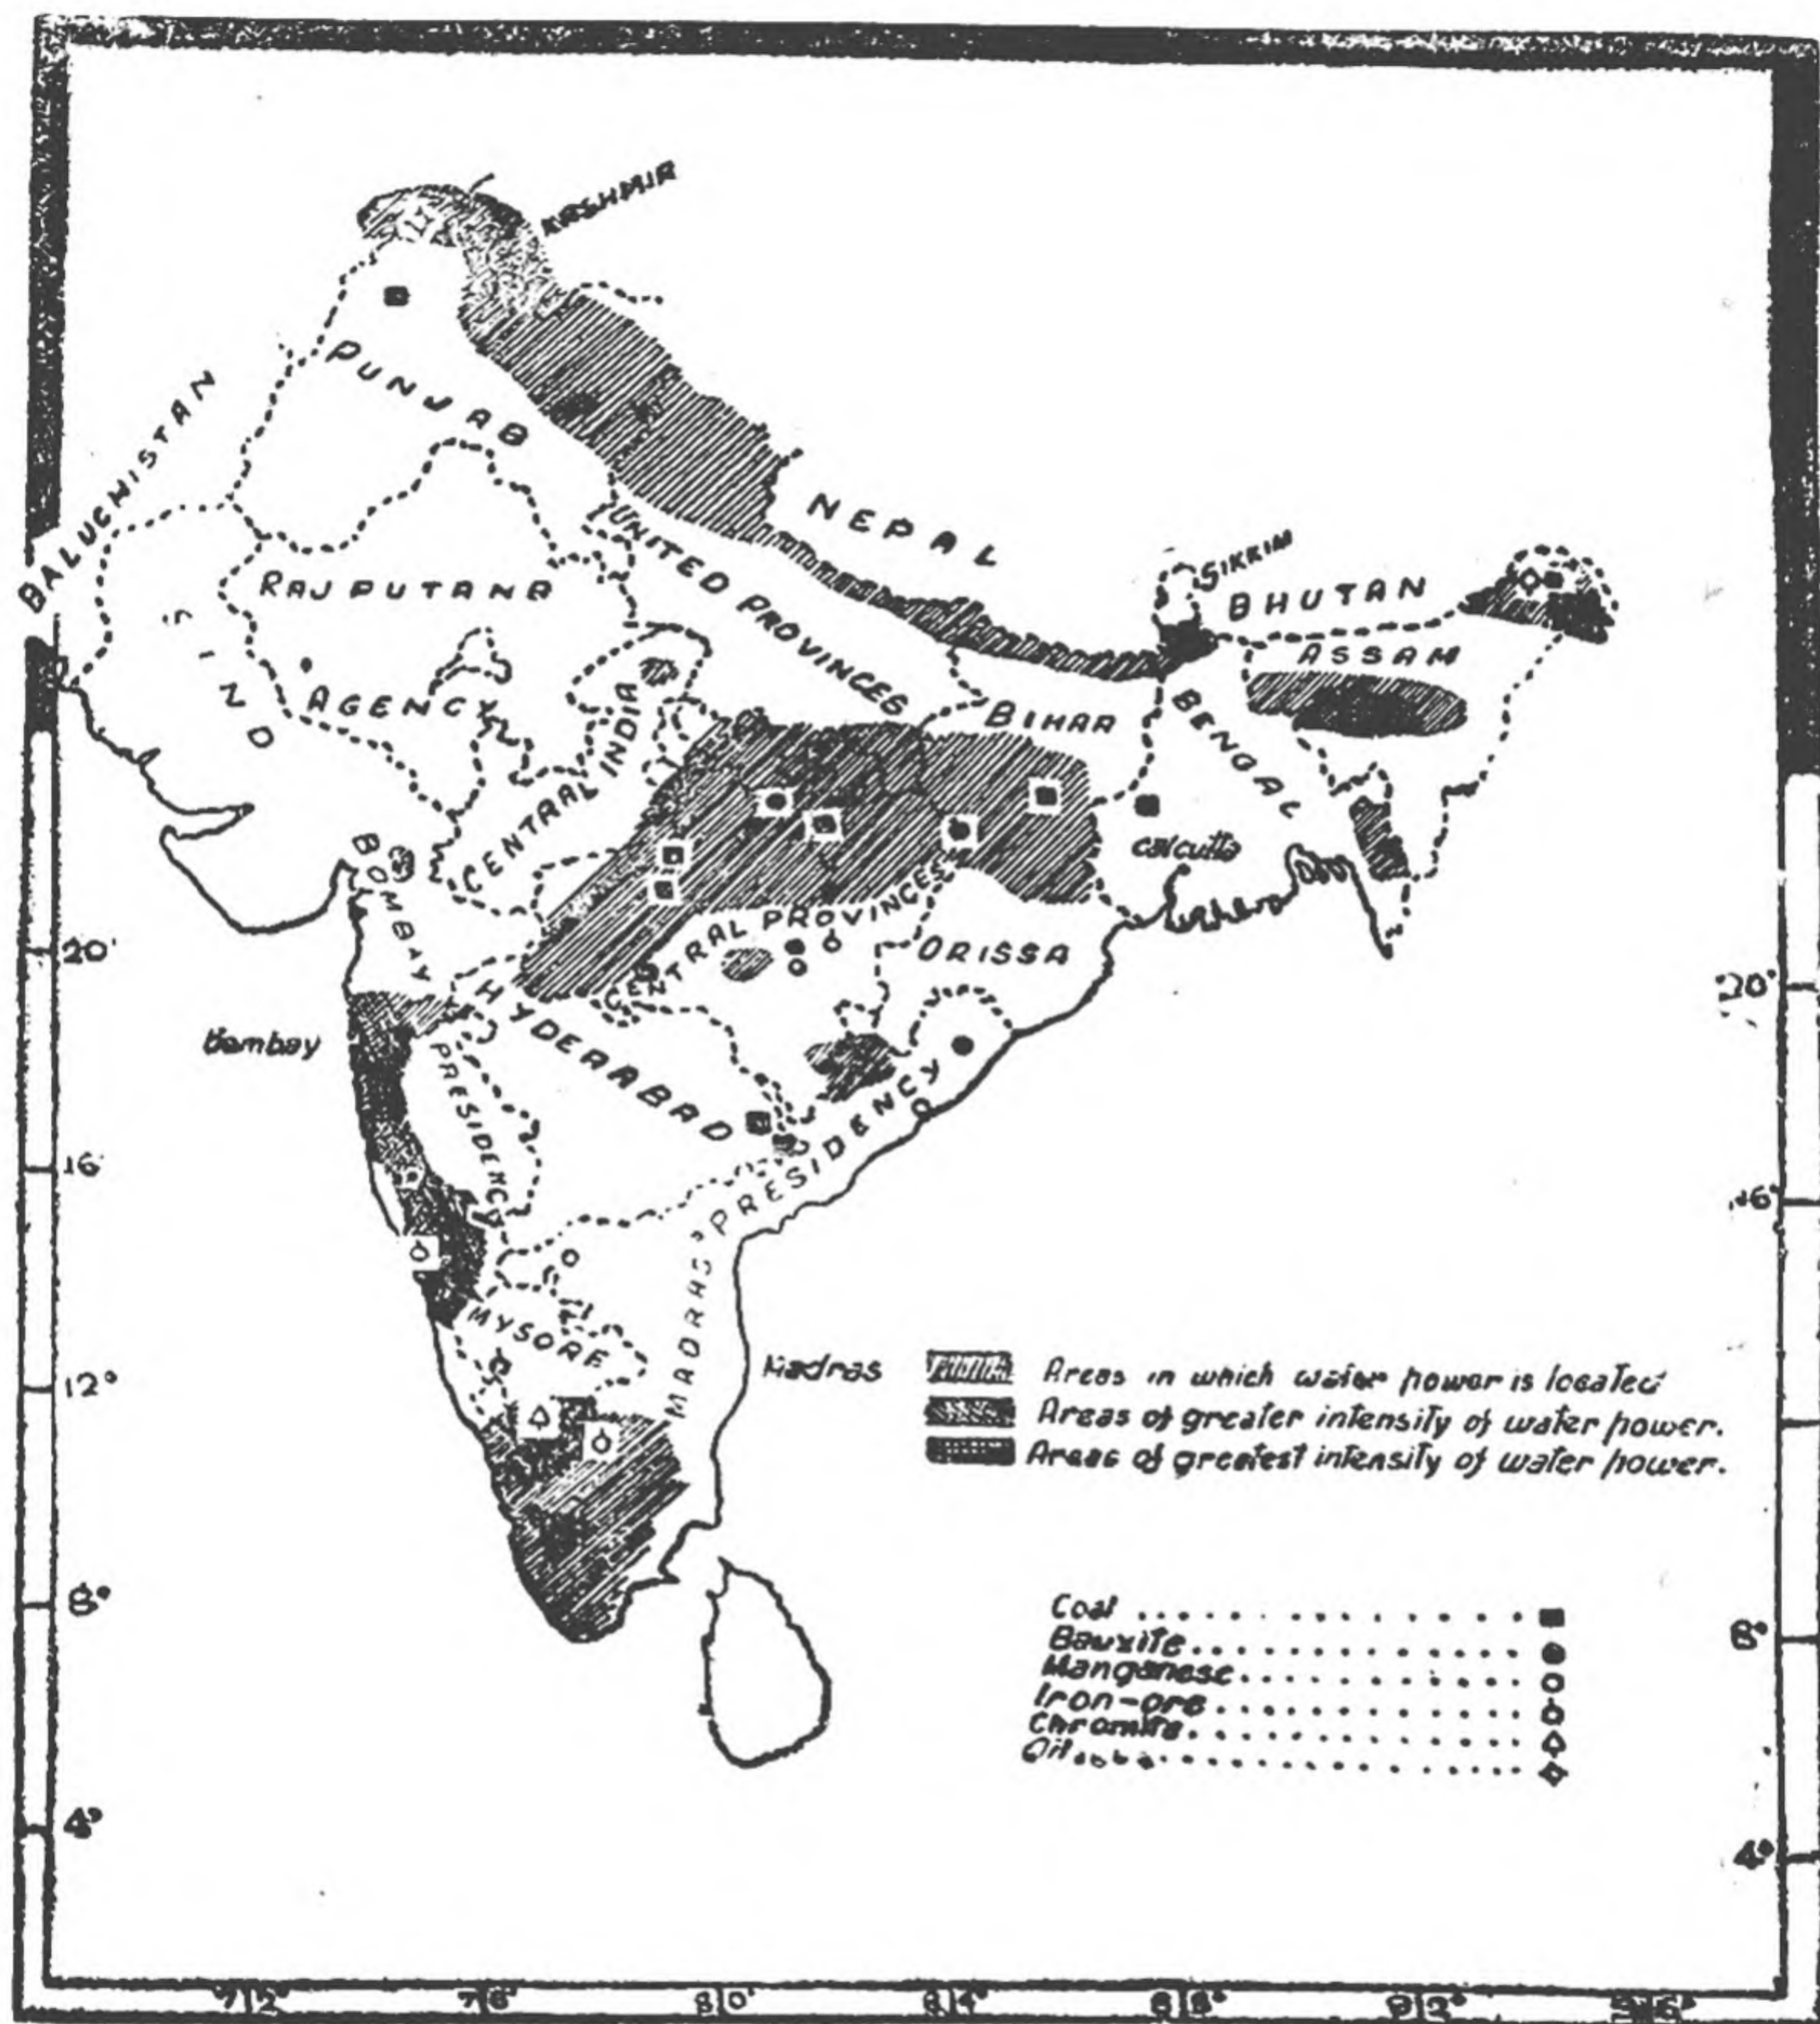 KASHMIR
PUNJAB
BALUCHISTAN
NEPAL
SIKKIM
BHUTAN
UNITED PROVINCES
RAJPUTANA
SIND
ASSAM
AGENCY
CENTRAL INDIA
BIHAR
BENGAL
Calcutta
BOMBAY
CENTRAL PROVINCES
ORISSA
20°
20°
HYDERABAD
Bombay
PRESIDENCY
16°
16°
MADRAS PRESIDENCY
MYSORE
Madras
12°
Areas in which water power is located
Areas of greater intensity of water power.
Areas of greatest intensity of water power.
8°
8°
Coal
Bauxite
Manganese
Iron-ore
Chromite
Oil
4°
4°
72° 76° 80° 84° 88° 92° 96°